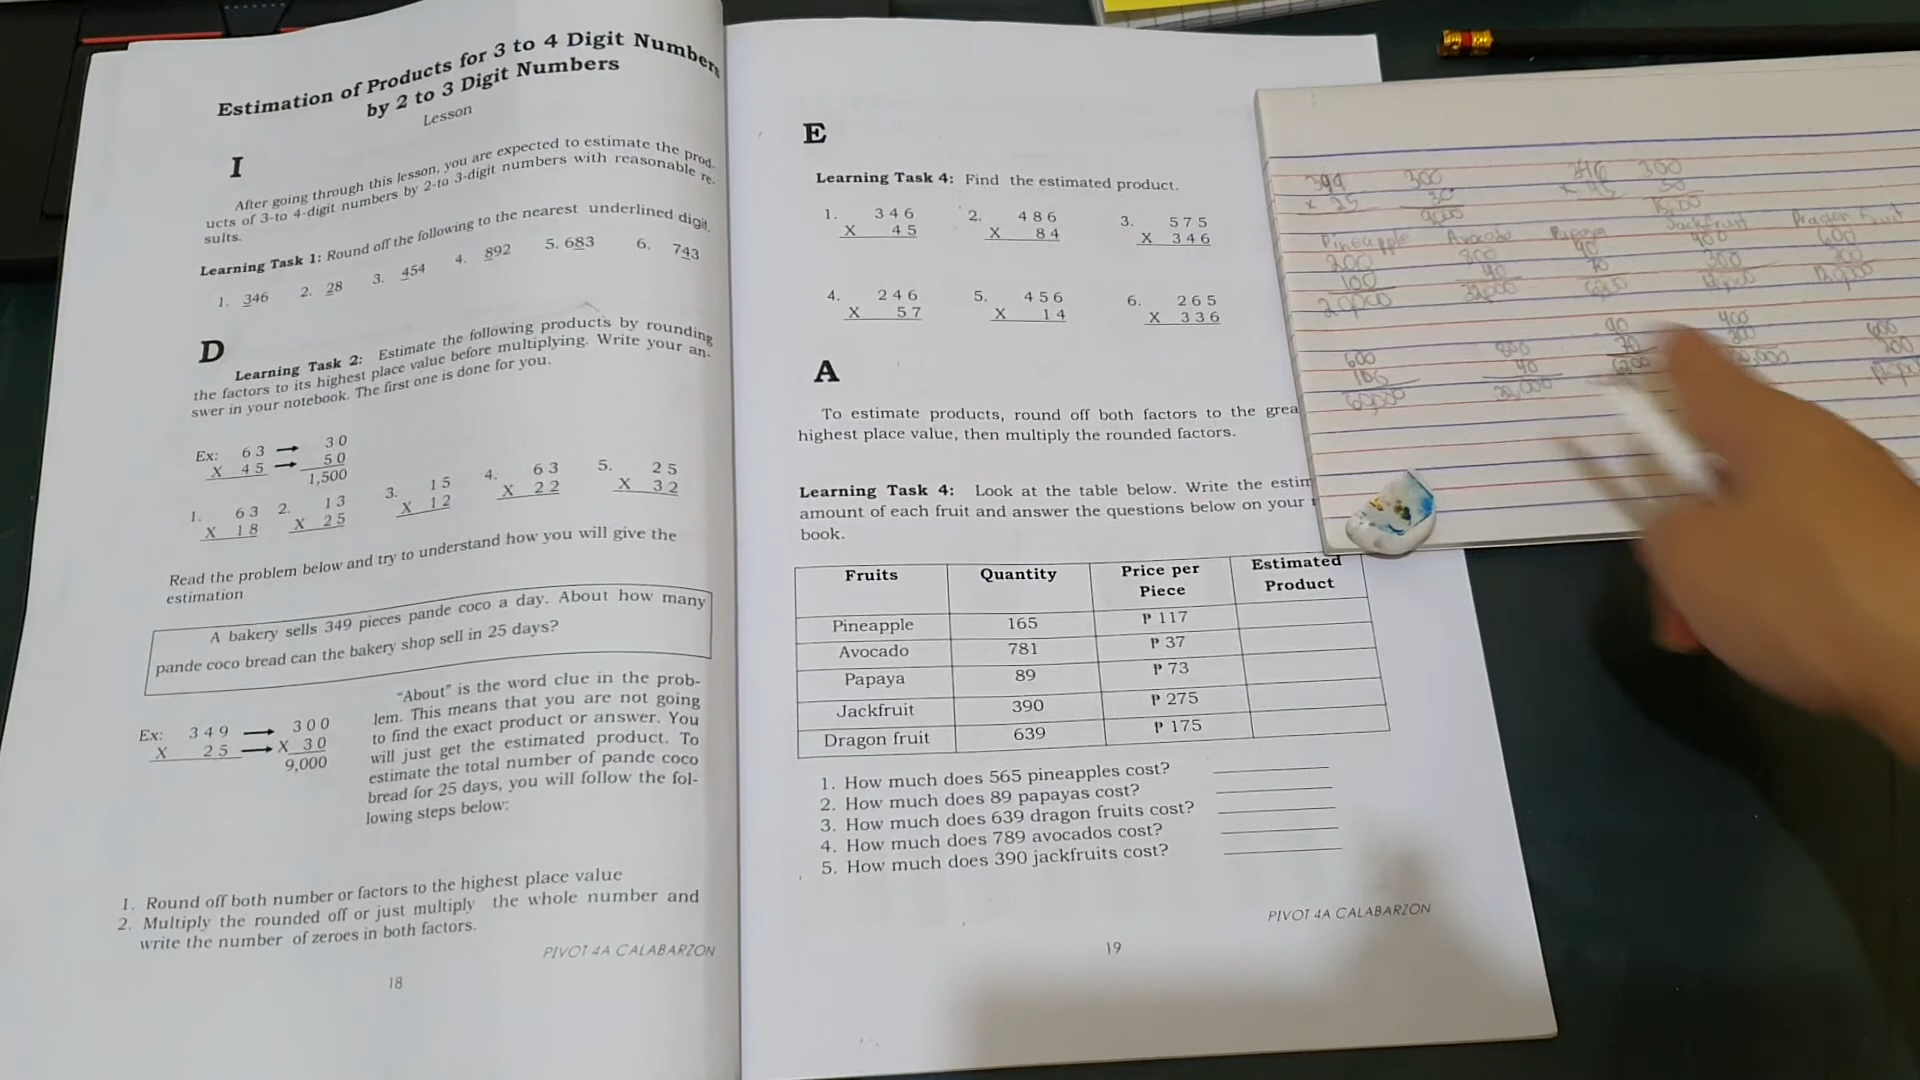 Estimation of Products for 3 to 4 Digit Numbers
by 2 to 3 Digit Numbers
Lesson
I
After going through this lesson, you are expected to estimate the prod-
ucts of 3-to 4-digit numbers by 2-to 3-digit numbers with reasonable re-
sults.
Learning Task 1: Round off the following to the nearest underlined digit.
1. 346 2. 28 3. 454 4. 892 5. 683 6. 743
D
Learning Task 2: Estimate the following products by rounding
the factors to its highest place value before multiplying. Write your an-
swer in your notebook. The first one is done for you.
Ex: 63 → 30
X 45 → 50
1,500
1. 63 2. 13 3. 15 4. 63 5. 25
X 18 X 25 X 12 X 22 X 32
Read the problem below and try to understand how you will give the
estimation
A bakery sells 349 pieces pande coco a day. About how many
pande coco bread can the bakery shop sell in 25 days?
Ex: 349 → 300
X 25 → X 30
9,000
"About" is the word clue in the prob-
lem. This means that you are not going
to find the exact product or answer. You
will just get the estimated product. To
estimate the total number of pande coco
bread for 25 days, you will follow the fol-
lowing steps below:
1. Round off both number or factors to the highest place value
2. Multiply the rounded off or just multiply the whole number and
write the number of zeroes in both factors.
PIVOT 4A CALABARZON
18
E
Learning Task 4: Find the estimated product.
1. 346 2. 486 3. 575
X 45 X 84 X 346
4. 246 5. 456 6. 265
X 57 X 14 X 336
A
To estimate products, round off both factors to the
highest place value, then multiply the rounded factors.
Learning Task 4: Look at the table below. Write the
amount of each fruit and answer the questions below on your
book.
Fruits Quantity Price per Piece Estimated Product
Pineapple 165 ₱ 117
Avocado 781 ₱ 37
Papaya 89 ₱ 73
Jackfruit 390 ₱ 275
Dragon fruit 639 ₱ 175
1. How much does 565 pineapples cost?
2. How much does 89 papayas cost?
3. How much does 639 dragon fruits cost?
4. How much does 789 avocados cost?
5. How much does 390 jackfruits cost?
PIVOT 4A CALABARZON
19
300
x 25 30
300
Pineapple Avocado Papaya Jackfruit Dragon fruit
200 800 90 400 600
100 40 70 300 200
32,000
600 800 90 400 600
40 70 300 200
60,000 32,000